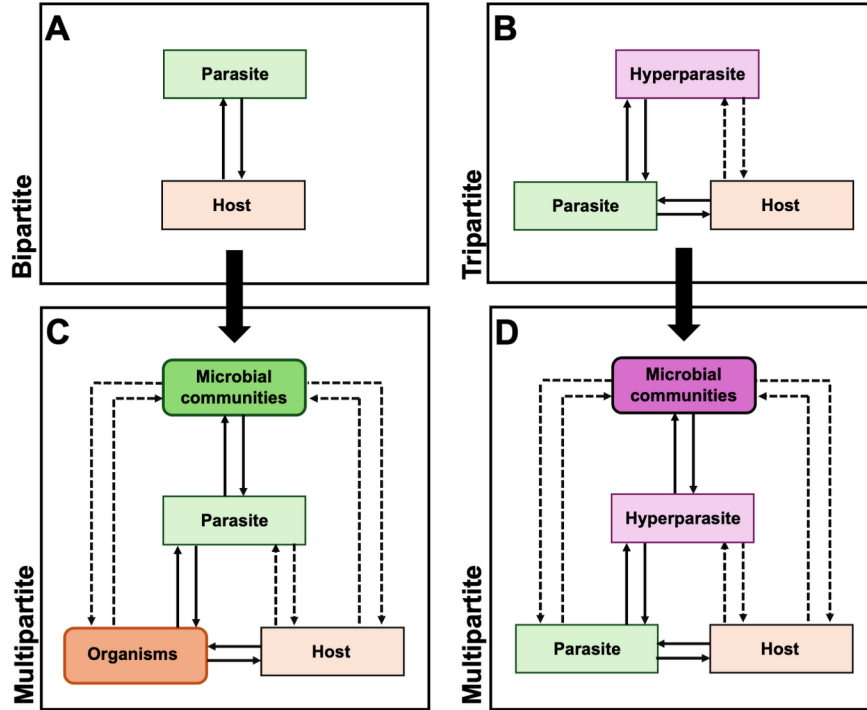 A
Parasite
Host
Bipartite
B
Hyperparasite
Parasite
Host
Tripartite
C
Microbial
communities
Parasite
Organisms
Host
Multipartite
D
Microbial
communities
Hyperparasite
Parasite
Host
Multipartite